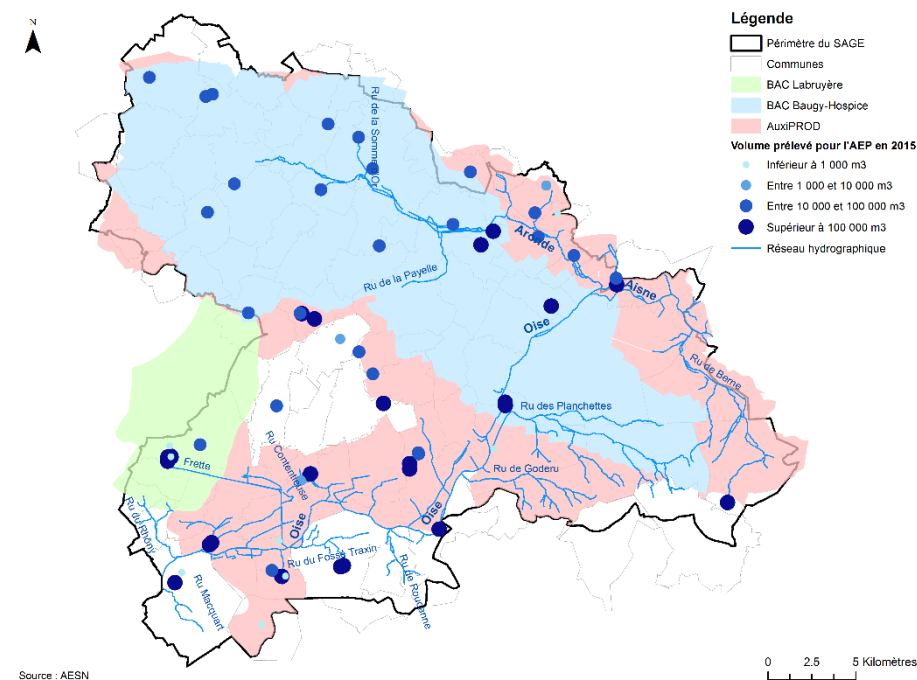 N
Légende
Périmètre du SAGE
Communes
BAC Labruyère
BAC Baugy-Hospice
AuxiPROD
Volume prélevé pour l'AEP en 2015
Inférieur à 1 000 m3
Entre 1 000 et 10 000 m3
Entre 10 000 et 100 000 m3
Supérieur à 100 000 m3
Réseau hydrographique
Ru de la Somme d'Or
Aronde
Ru de la Payelle
Aisne
Oise
Ru de Berne
Ru des Planchettes
Ru Contentieuse
Frette
Ru de Goderu
Ru du Rhôny
Oise
Oise
Ru du Fossé Traxin
Ru Macquart
Ru de Rouanne
0 2.5 5 Kilomètres
Source : AESN